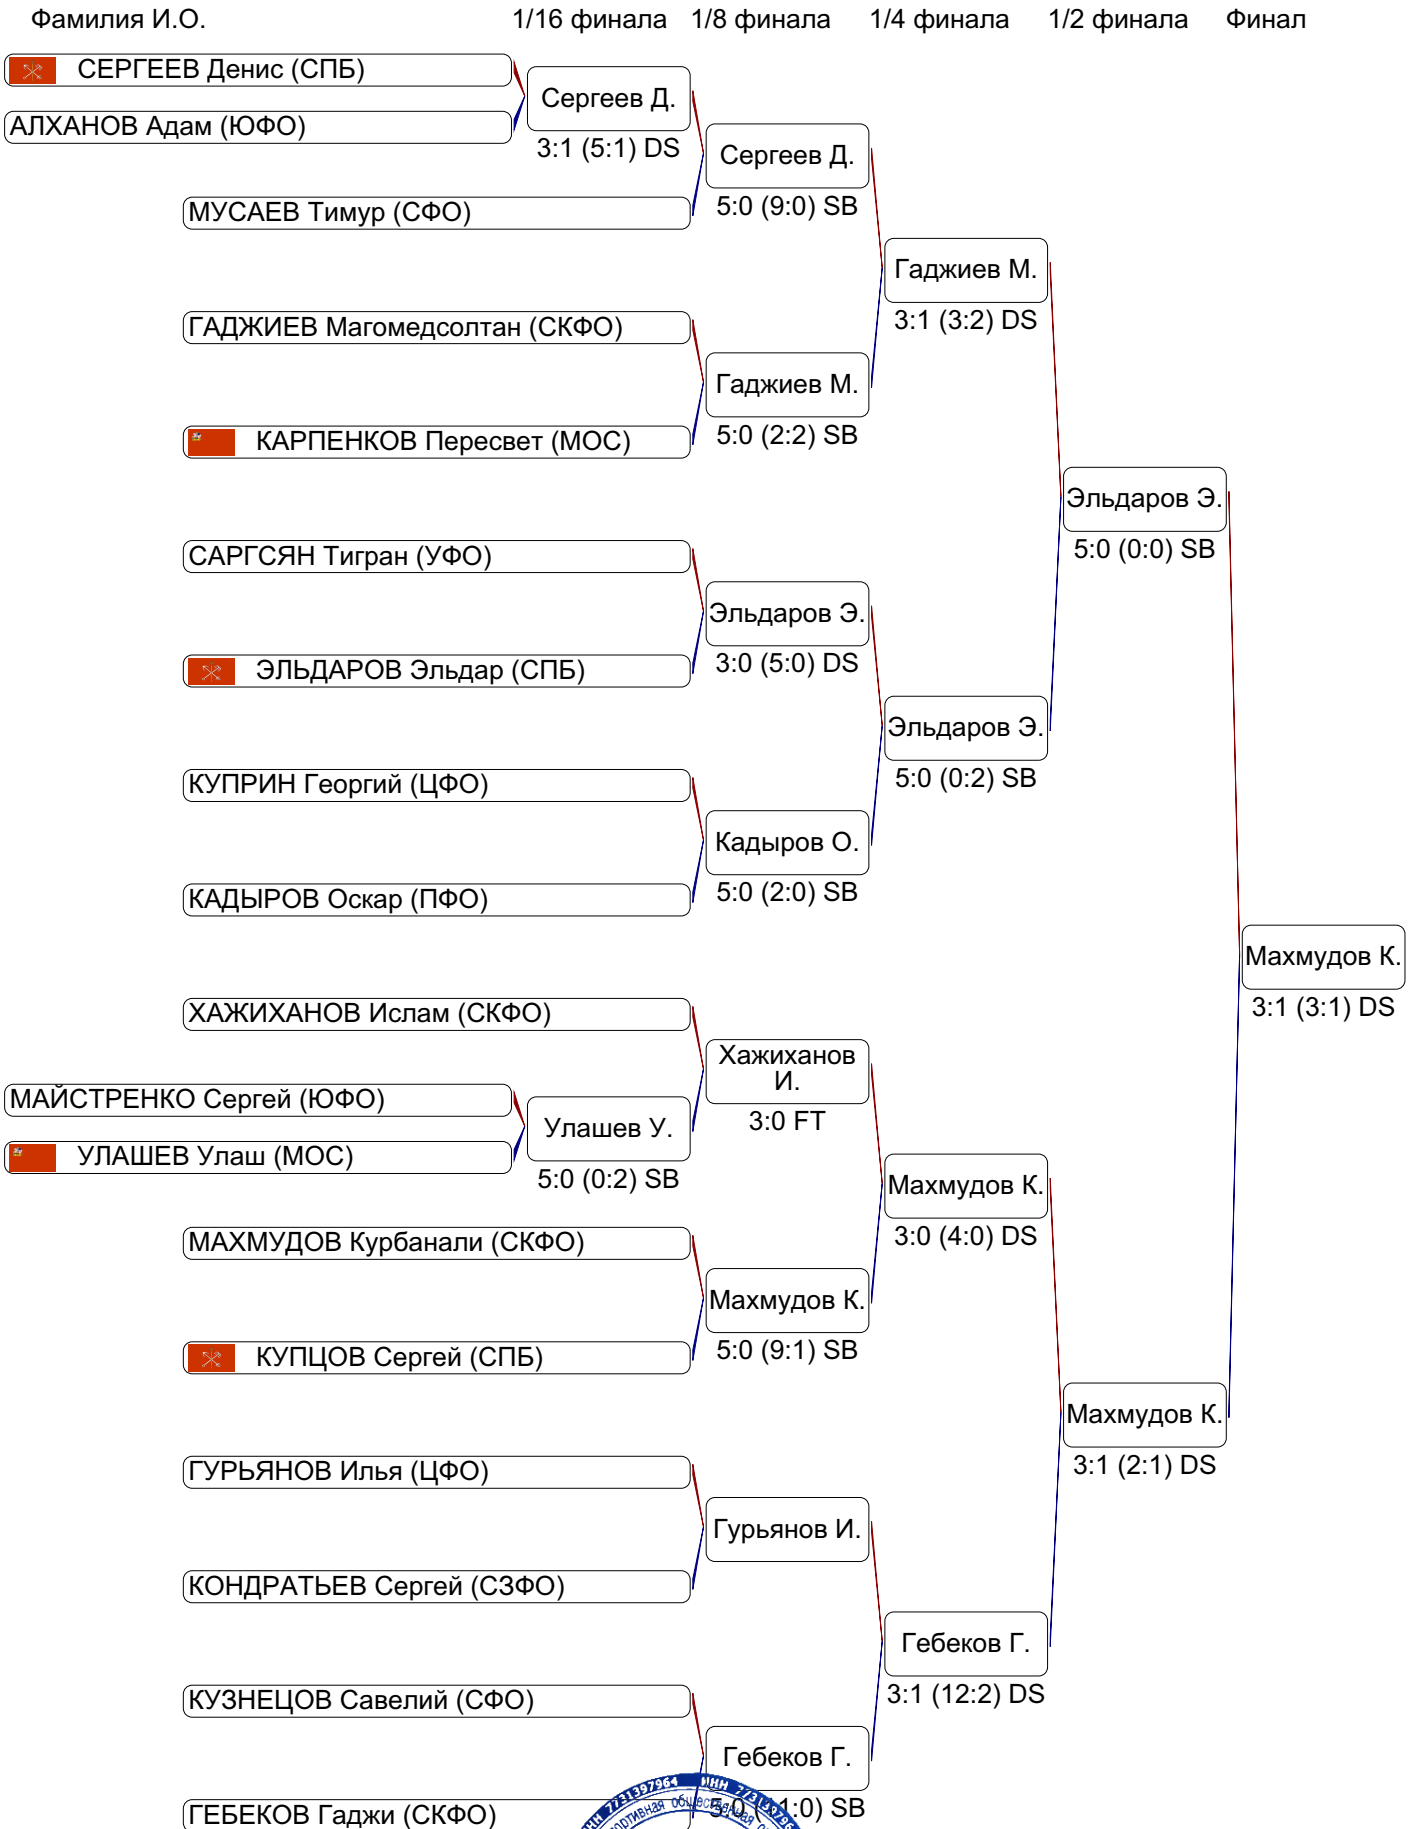 Фамилия И.О. 1/16 финала 1/8 финала 1/4 финала 1/2 финала Финал
СЕРГЕЕВ Денис (СПБ)
Сергеев Д.
АЛХАНОВ Адам (ЮФО)
3:1 (5:1) DS
Сергеев Д.
МУСАЕВ Тимур (СФО)
5:0 (9:0) SB
Гаджиев М.
3:1 (3:2) DS
ГАДЖИЕВ Магомедсолтан (СКФО)
Гаджиев М.
КАРПЕНКОВ Пересвет (МОС)
5:0 (2:2) SB
Эльдаров Э.
5:0 (0:0) SB
САРГСЯН Тигран (УФО)
Эльдаров Э.
ЭЛЬДАРОВ Эльдар (СПБ)
3:0 (5:0) DS
Эльдаров Э.
5:0 (0:2) SB
КУПРИН Георгий (ЦФО)
Кадыров О.
КАДЫРОВ Оскар (ПФО)
5:0 (2:0) SB
Махмудов К.
3:1 (3:1) DS
ХАЖИХАНОВ Ислам (СКФО)
Хажиханов
И.
3:0 FT
МАЙСТРЕНКО Сергей (ЮФО)
Улашев У.
УЛАШЕВ Улаш (МОС)
5:0 (0:2) SB
Махмудов К.
3:0 (4:0) DS
МАХМУДОВ Курбанали (СКФО)
Махмудов К.
КУПЦОВ Сергей (СПБ)
5:0 (9:1) SB
Махмудов К.
3:1 (2:1) DS
ГУРЬЯНОВ Илья (ЦФО)
Гурьянов И.
КОНДРАТЬЕВ Сергей (СЗФО)
Гебеков Г.
3:1 (12:2) DS
КУЗНЕЦОВ Савелий (СФО)
Гебеков Г.
5:0 (11:0) SB
ГЕБЕКОВ Гаджи (СКФО)
ИНН 7731397964
общественная